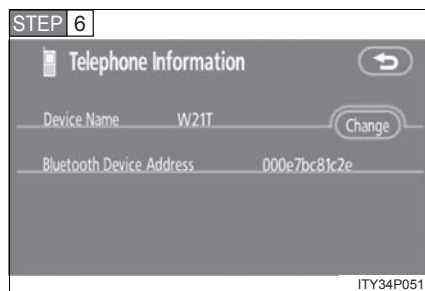 STEP 6
Telephone Information
Device Name W21T Change
Bluetooth Device Address 000e7bc81c2e
ITY34P051